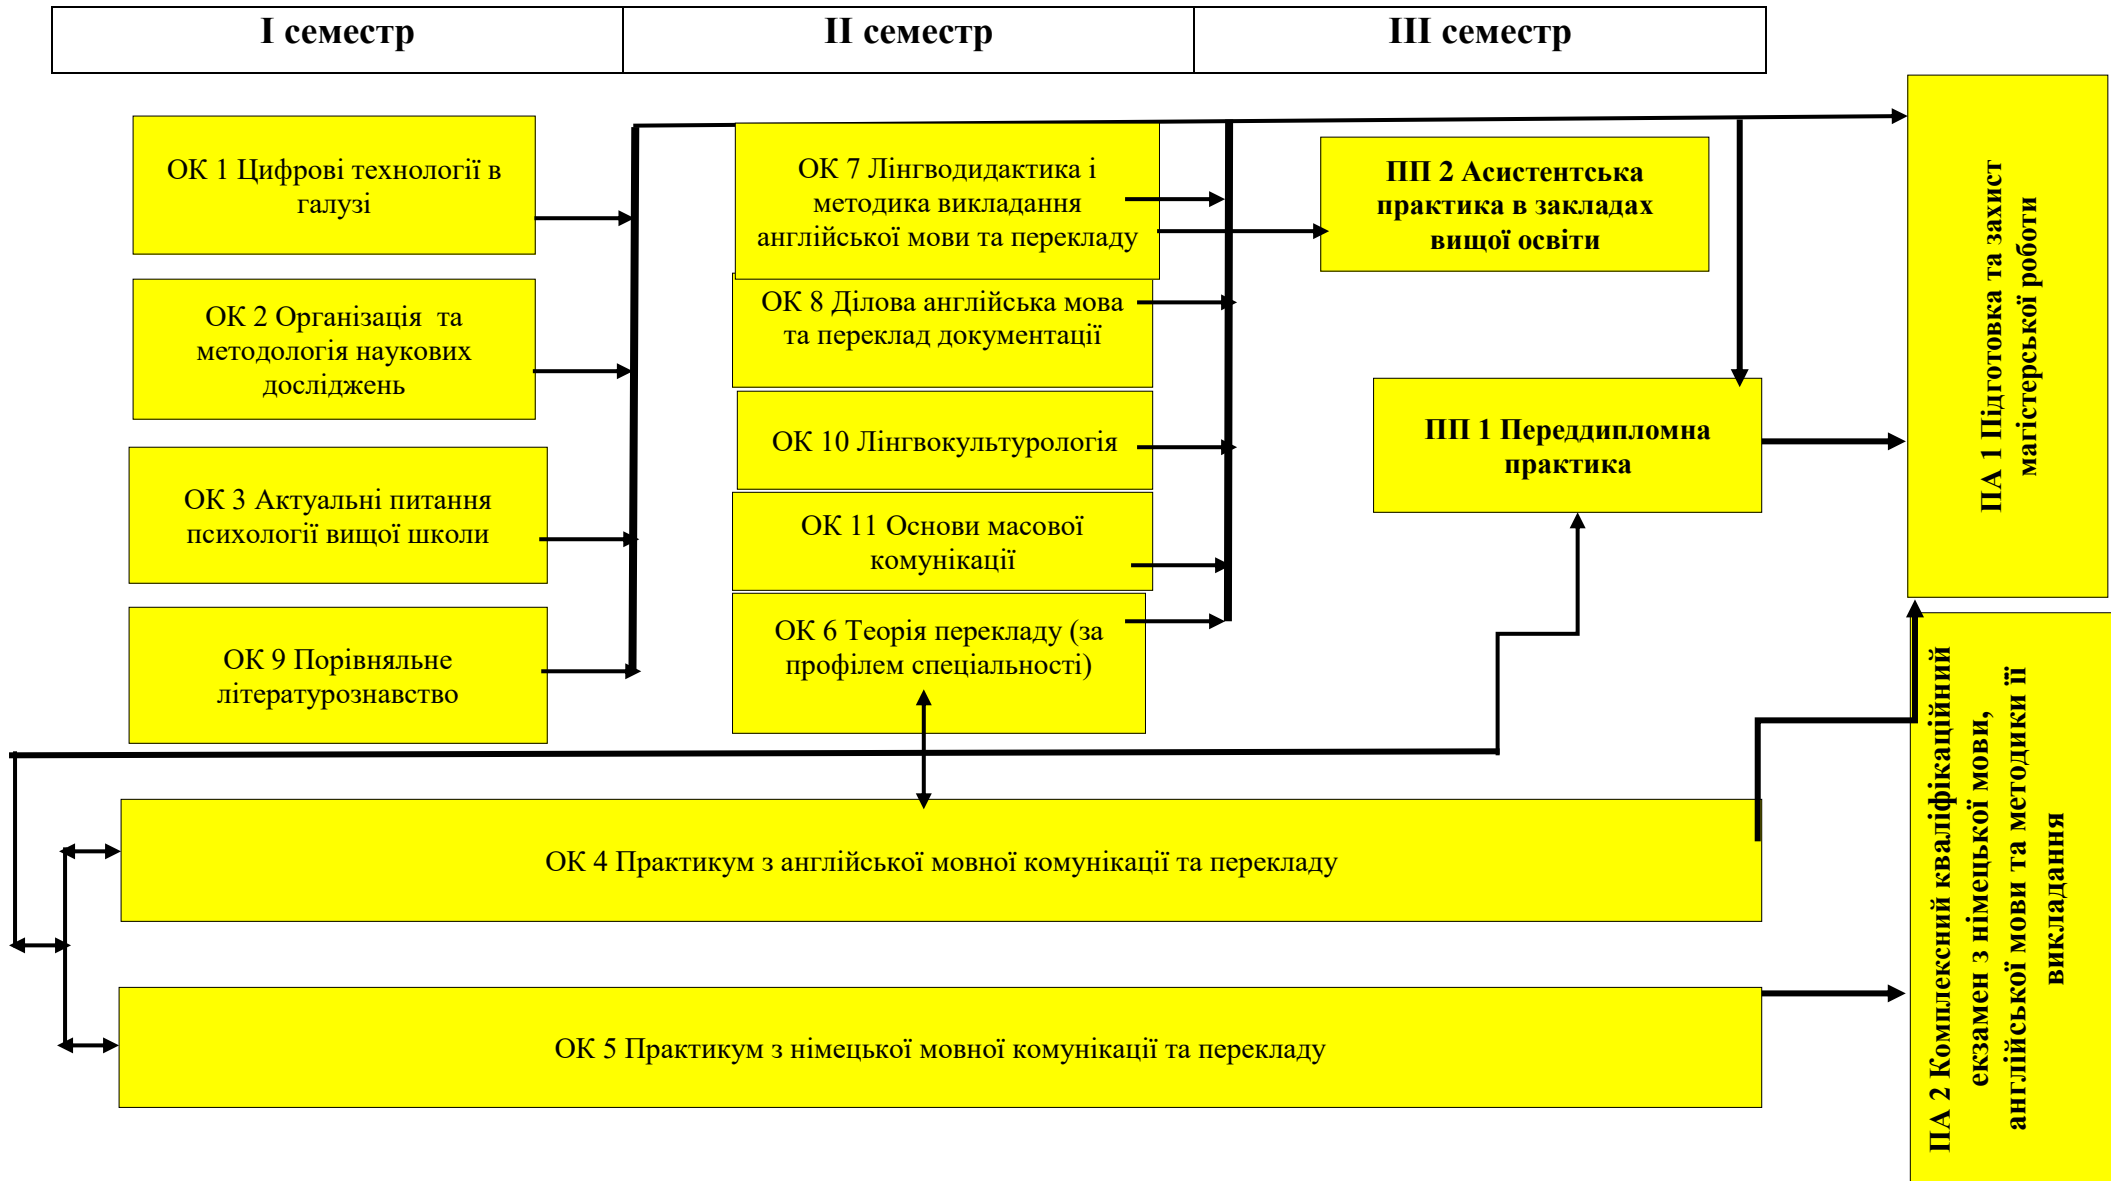 I семестр
II семестр
III семестр
ОК 1 Цифрові технології в
галузі
ОК 2 Організація та
методологія наукових
досліджень
ОК 3 Актуальні питання
психології вищої школи
ОК 9 Порівняльне
літературознавство
ОК 7 Лінгводидактика і
методика викладання
англійської мови та перекладу
ОК 8 Ділова англійська мова
та переклад документації
ОК 10 Лінгвокультурологія
ОК 11 Основи масової
комунікації
ОК 6 Теорія перекладу (за
профілем спеціальності)
ПП 2 Асистентська
практика в закладах
вищої освіти
ПП 1 Переддипломна
практика
ОК 4 Практикум з англійської мовної комунікації та перекладу
ОК 5 Практикум з німецької мовної комунікації та перекладу
ПА 1 Підготовка та захист
магістерської роботи
ПА 2 Комплексний кваліфікаційний
екзамен з німецької мови,
англійської мови та методики її
викладання